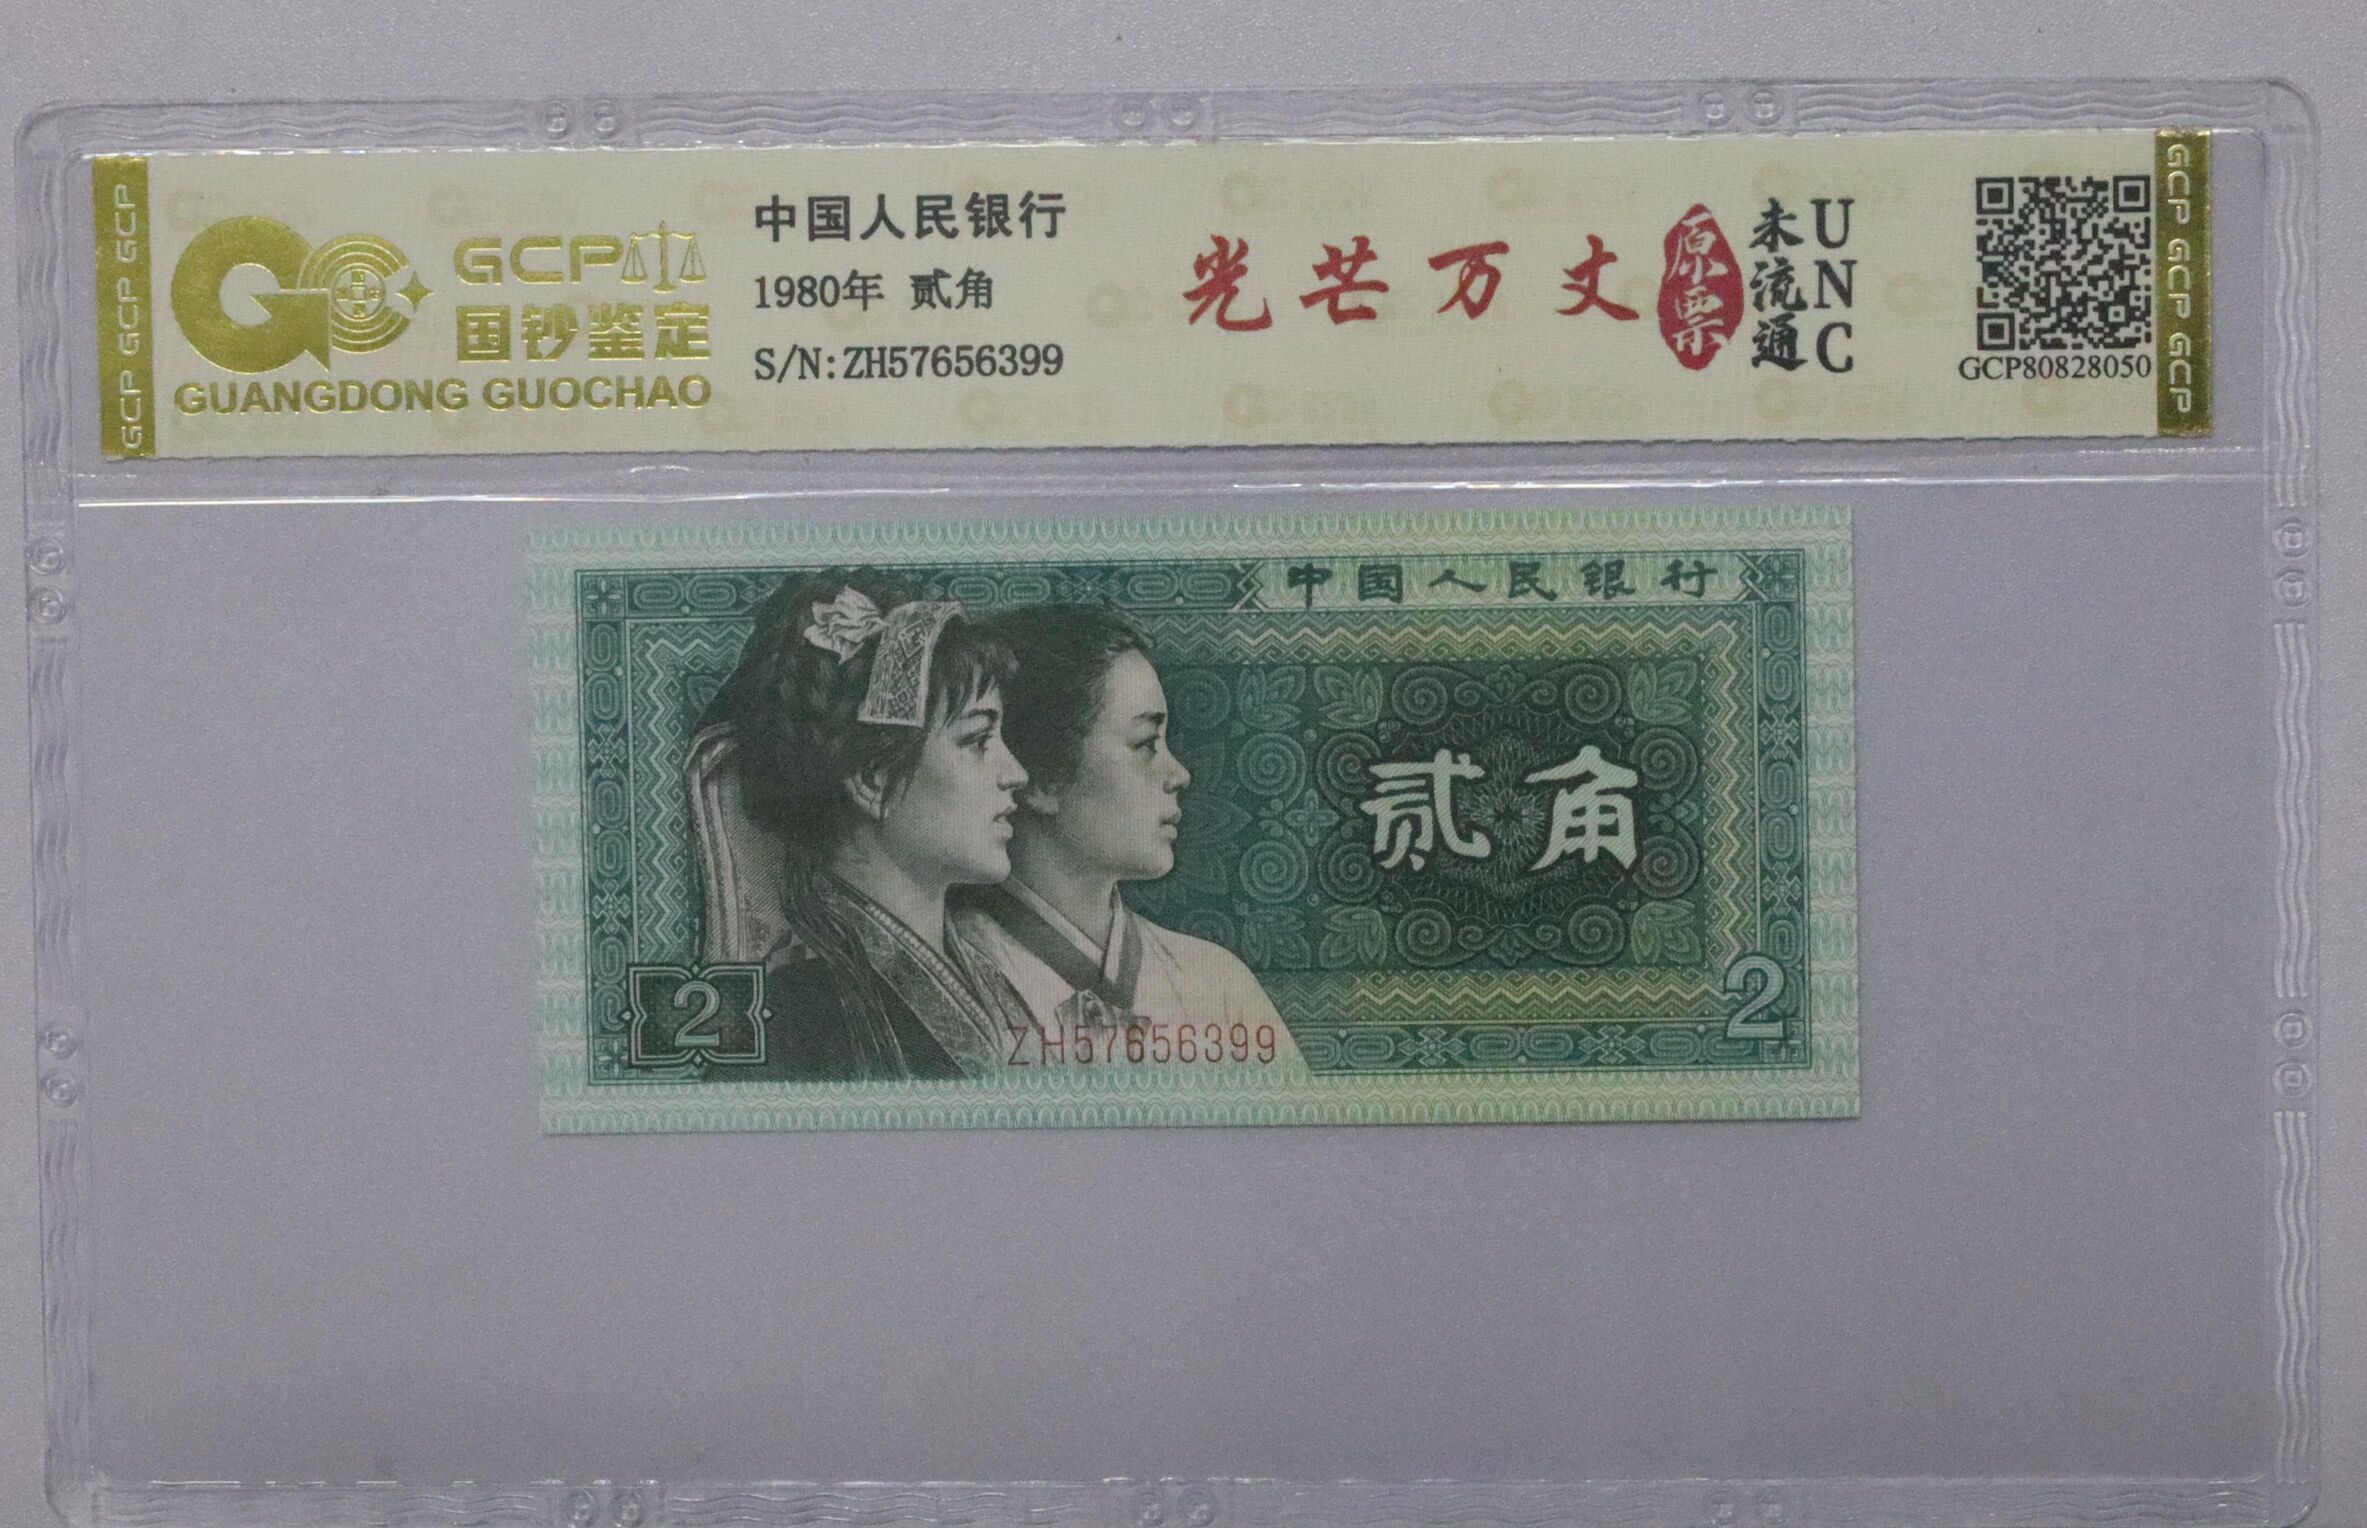 GCP GCP GCP
GCP
国钞鉴定
GUANGDONG GUOCHAO
中国人民银行
1980年 贰角
S/N:ZH57656399
光芒万丈
原票
未流通
UNC
GCP80828050
GCP GCP GCP
中国人民银行
贰角
2
2
ZH57656399